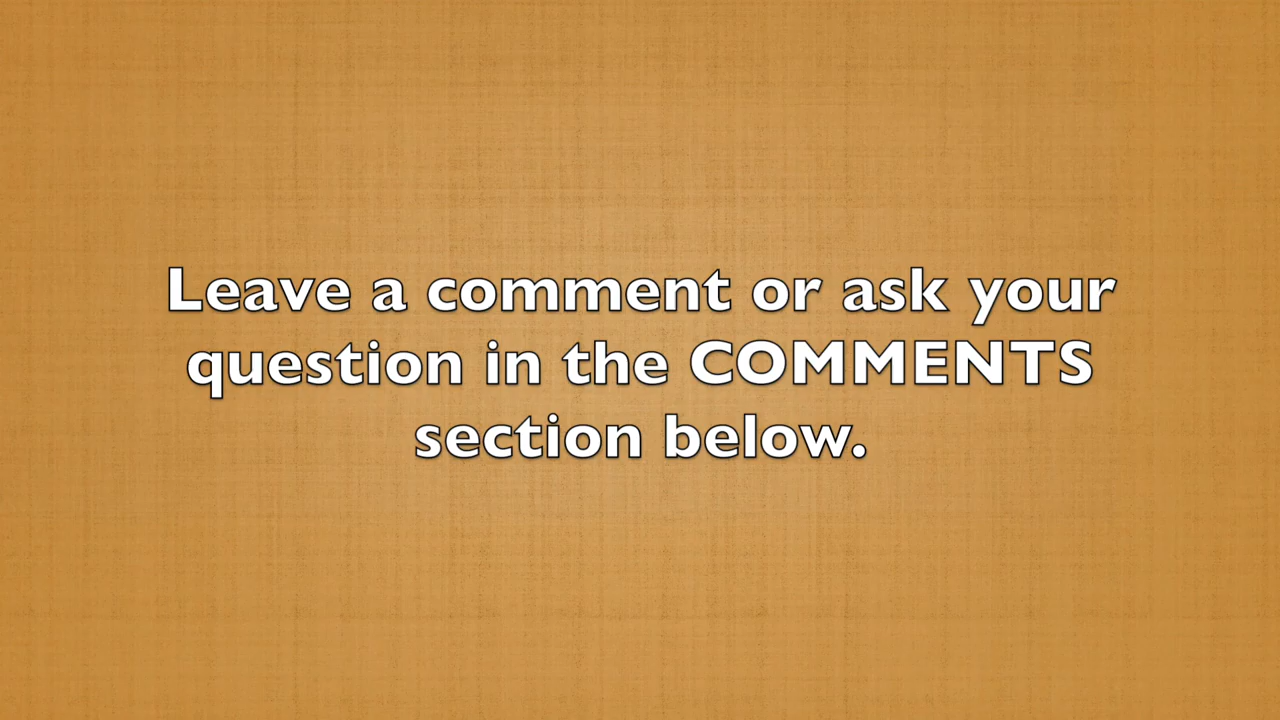 Leave a comment or ask your
question in the COMMENTS
section below.